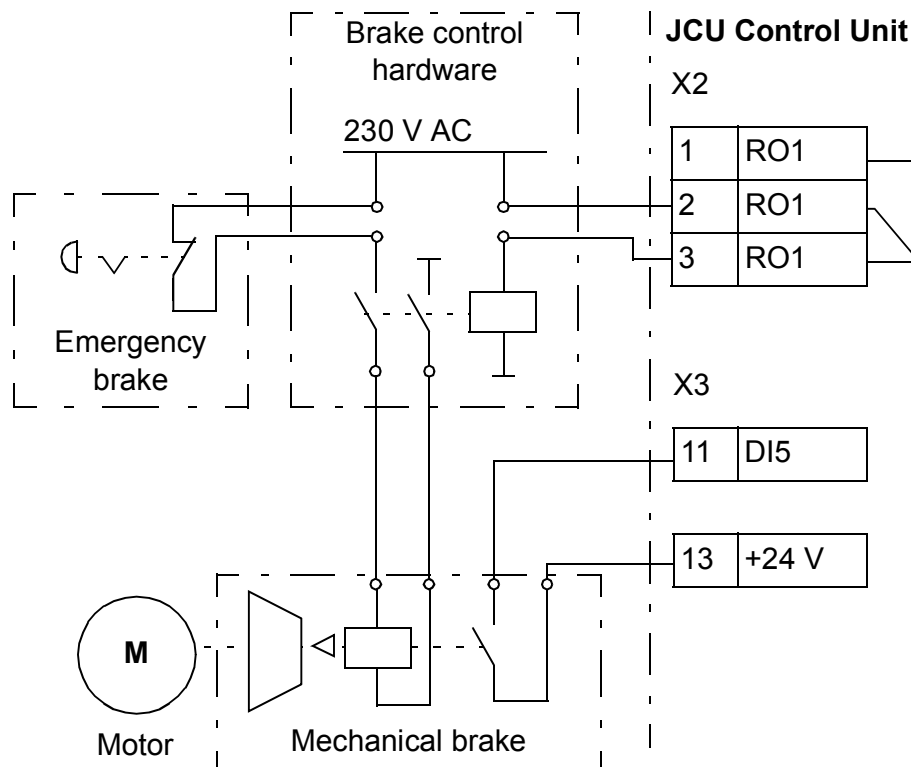 Brake control
hardware
JCU Control Unit
X2
230 V AC
1 RO1
2 RO1
3 RO1
Emergency
brake
X3
11 DI5
13 +24 V
M
Motor
Mechanical brake